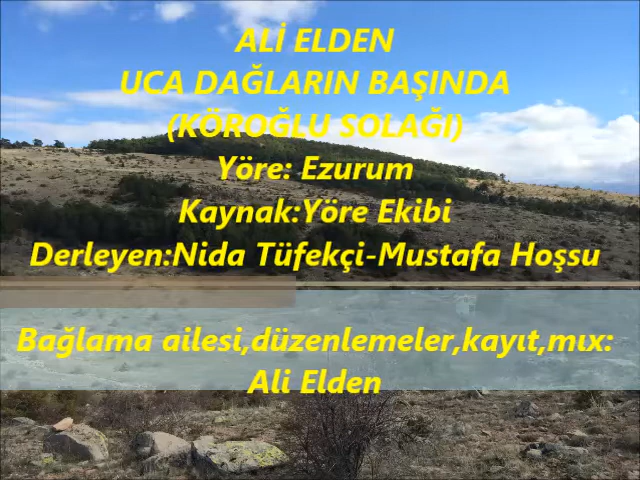 ALİ ELDEN
UCA DAĞLARIN BAŞINDA
(KÖROĞLU SOLAĞI)
Yöre: Ezurum
Kaynak:Yöre Ekibi
Derleyen:Nida Tüfekçi-Mustafa Hoşsu
Bağlama ailesi,düzenlemeler,kayıt,mıx:
Ali Elden